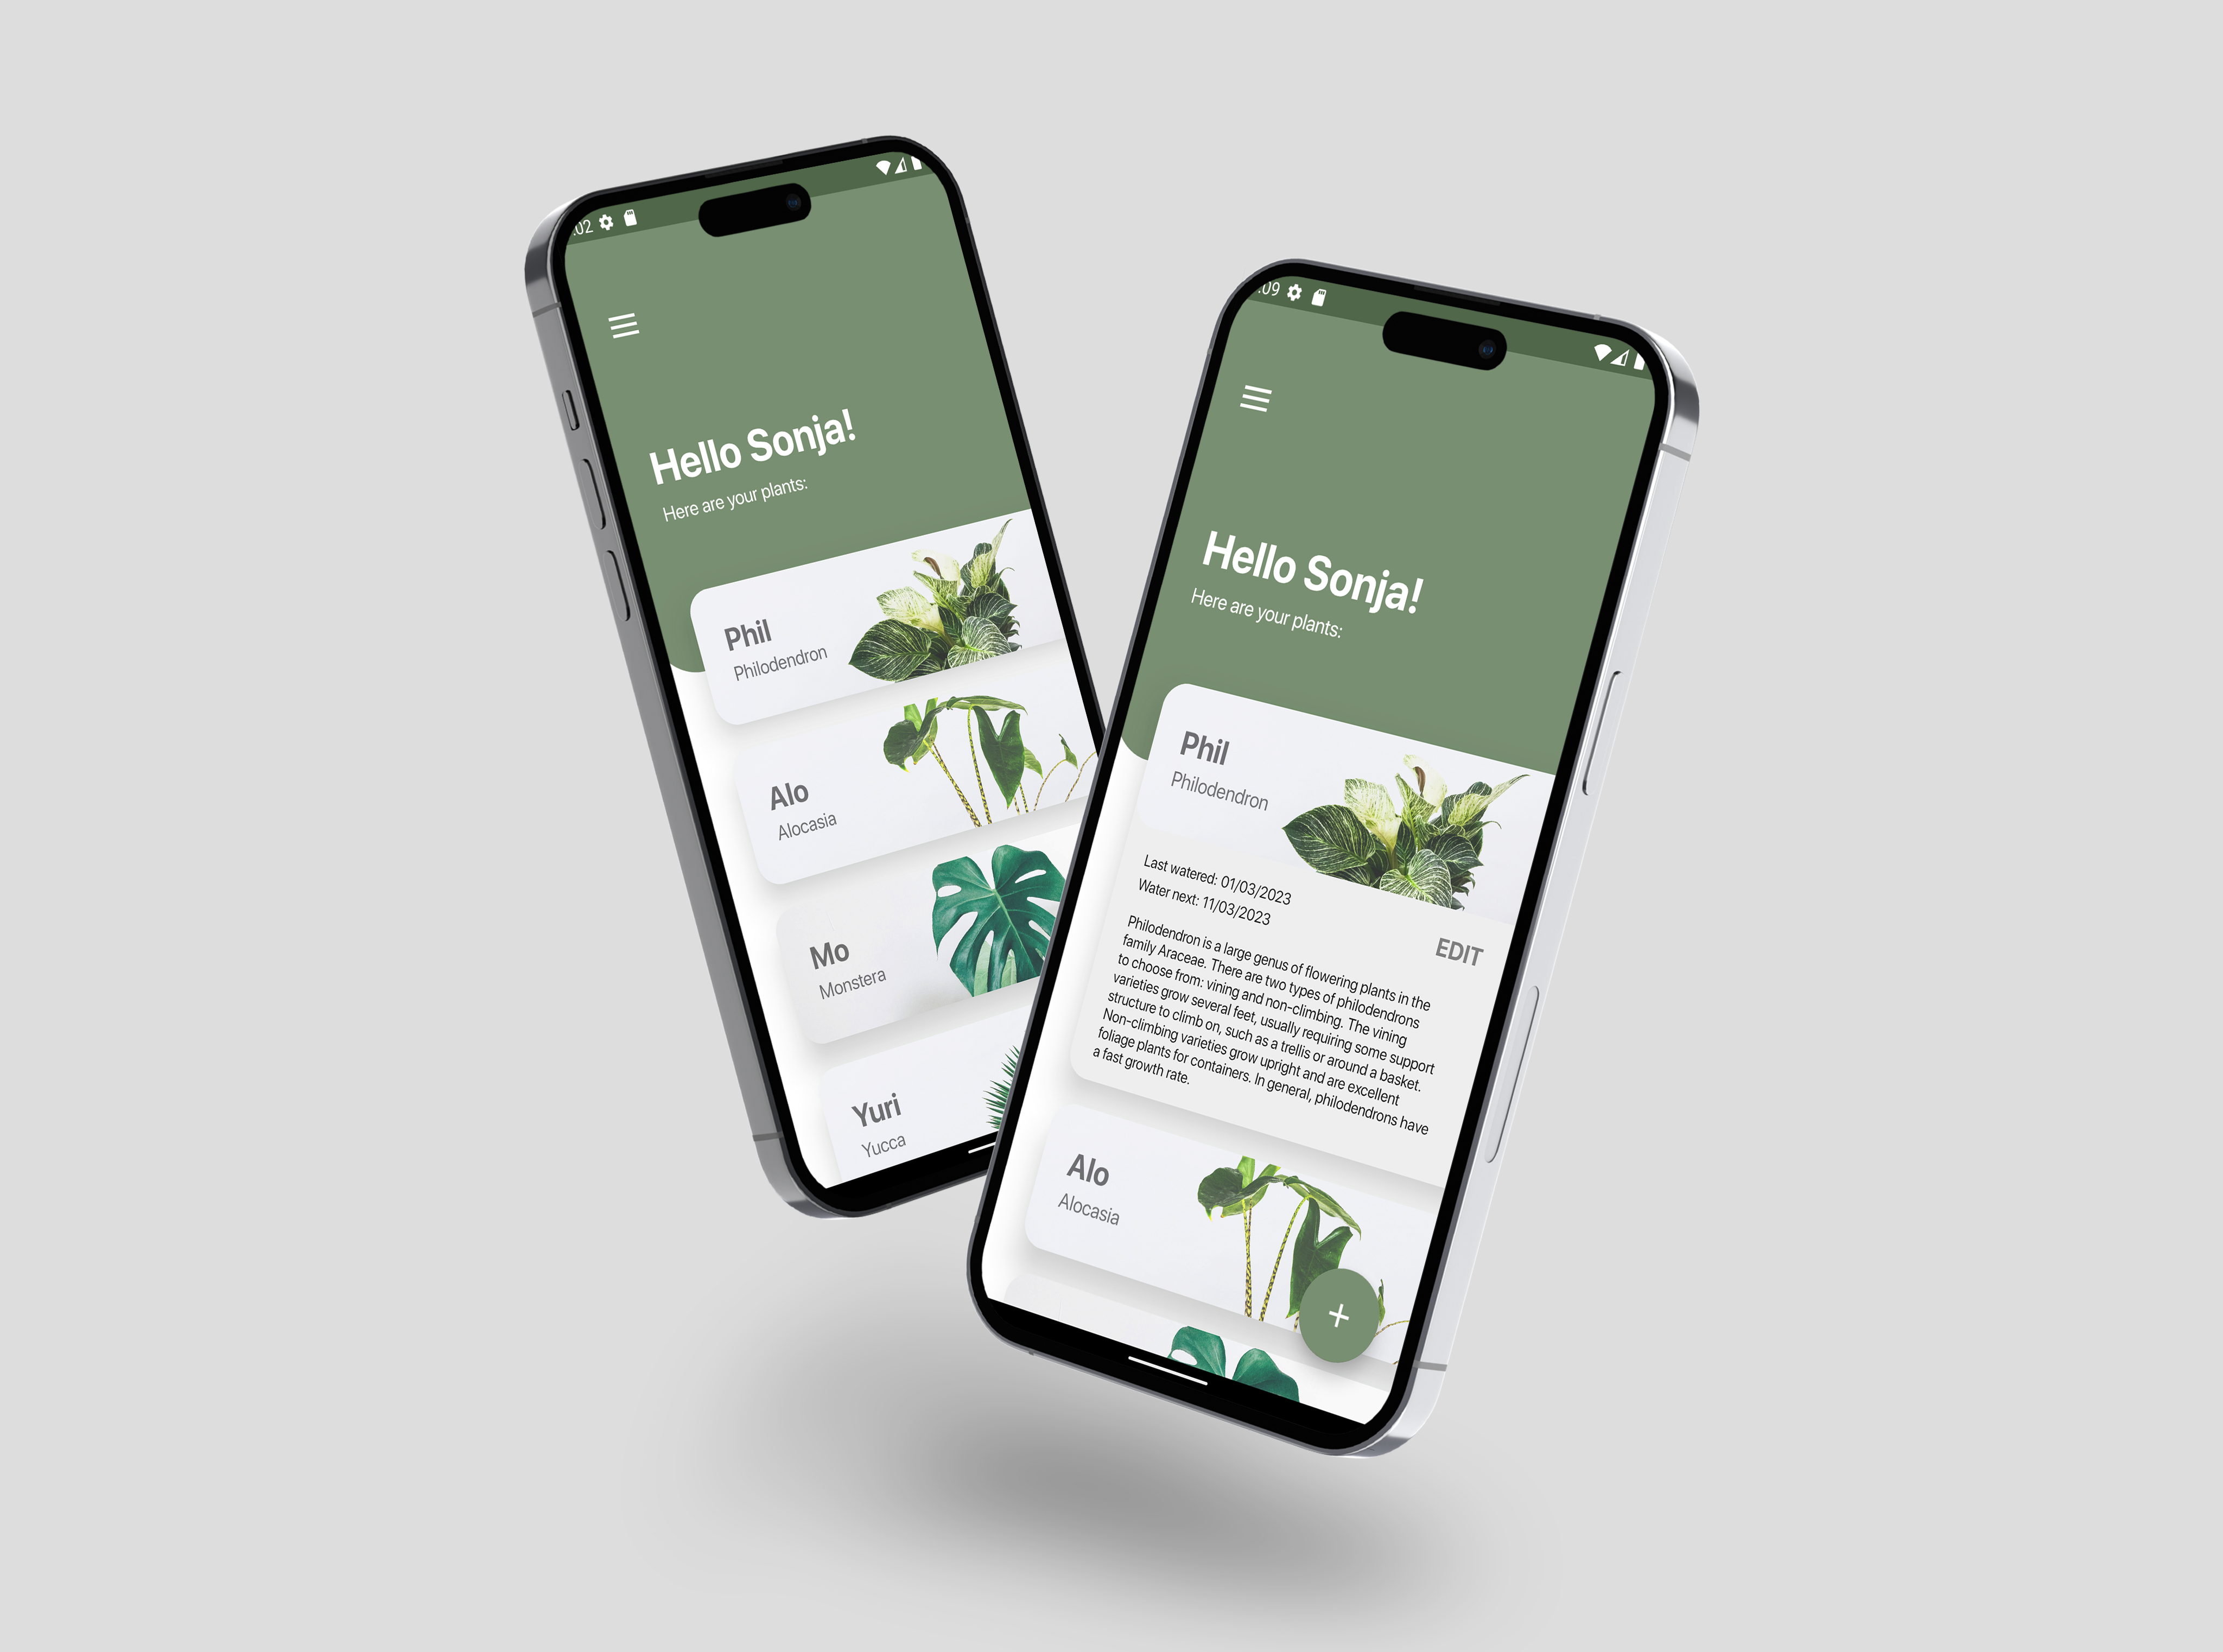 :02
Hello Sonja!
Here are your plants:
Phil
Philodendron
Alo
Alocasia
Mo
Monstera
Yuri
Yucca
:09
Hello Sonja!
Here are your plants:
Phil
Philodendron
Last watered: 01/03/2023
Water next: 11/03/2023
EDIT
Philodendron is a large genus of flowering plants in the
family Araceae. There are two types of philodendrons
to choose from: vining and non-climbing. The vining
varieties grow several feet, usually requiring some support
structure to climb on, such as a trellis or around a basket.
Non-climbing varieties grow upright and are excellent
foliage plants for containers. In general, philodendrons have
a fast growth rate.
Alo
Alocasia
+